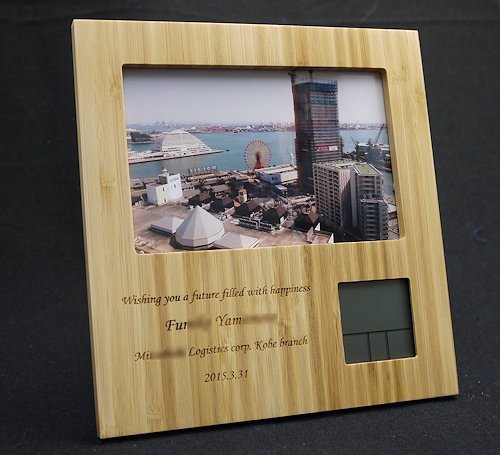 Wishing you a future filled with happiness
Logistics corp. Kobe branch
2015.3.31